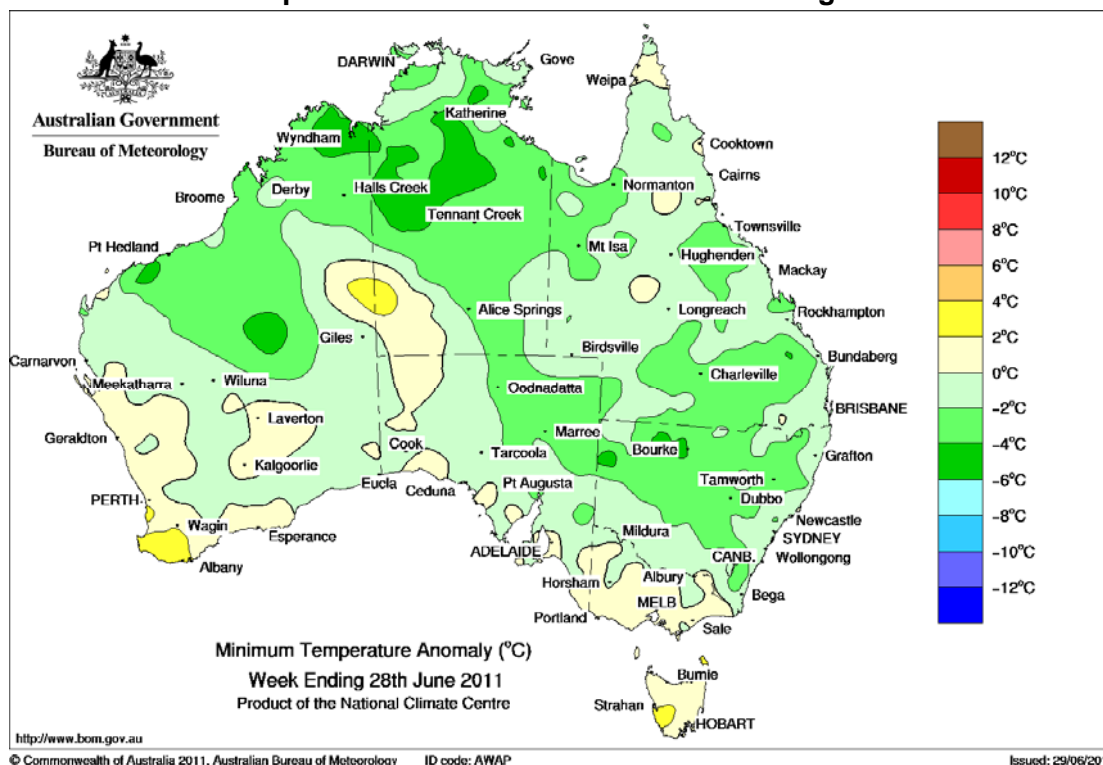 Australian Government
Bureau of Meteorology
DARWIN
Gove
Weipa
Katherine
Wyndham
Cooktown
Cairns
Derby
Halls Creek
Normanton
Broome
Tennant Creek
Townsville
Pt Hedland
Mt Isa
Hughenden
Mackay
Alice Springs
Longreach
Rockhampton
Giles
Birdsville
Carnarvon
Bundaberg
Meekatharra
Wiluna
Oodnadatta
Charleville
Laverton
BRISBANE
Geraldton
Cook
Marree
Bourke
Grafton
Kalgoorlie
Tarcoola
Eucla
Ceduna
Pt Augusta
Tamworth
PERTH
Dubbo
Wagin
Esperance
Mildura
Newcastle
SYDNEY
ADELAIDE
CANB.
Wollongong
Albany
Horsham
Albury
Bega
Portland
MELB
Sale
Burnie
Strahan
HOBART
12°C
10°C
8°C
6°C
4°C
2°C
0°C
-2°C
-4°C
-6°C
-8°C
-10°C
-12°C
Minimum Temperature Anomaly (°C)
Week Ending 28th June 2011
Product of the National Climate Centre
http://www.bom.gov.au
© Commonwealth of Australia 2011, Australian Bureau of Meteorology ID code: AWAP
Issued: 29/06/20